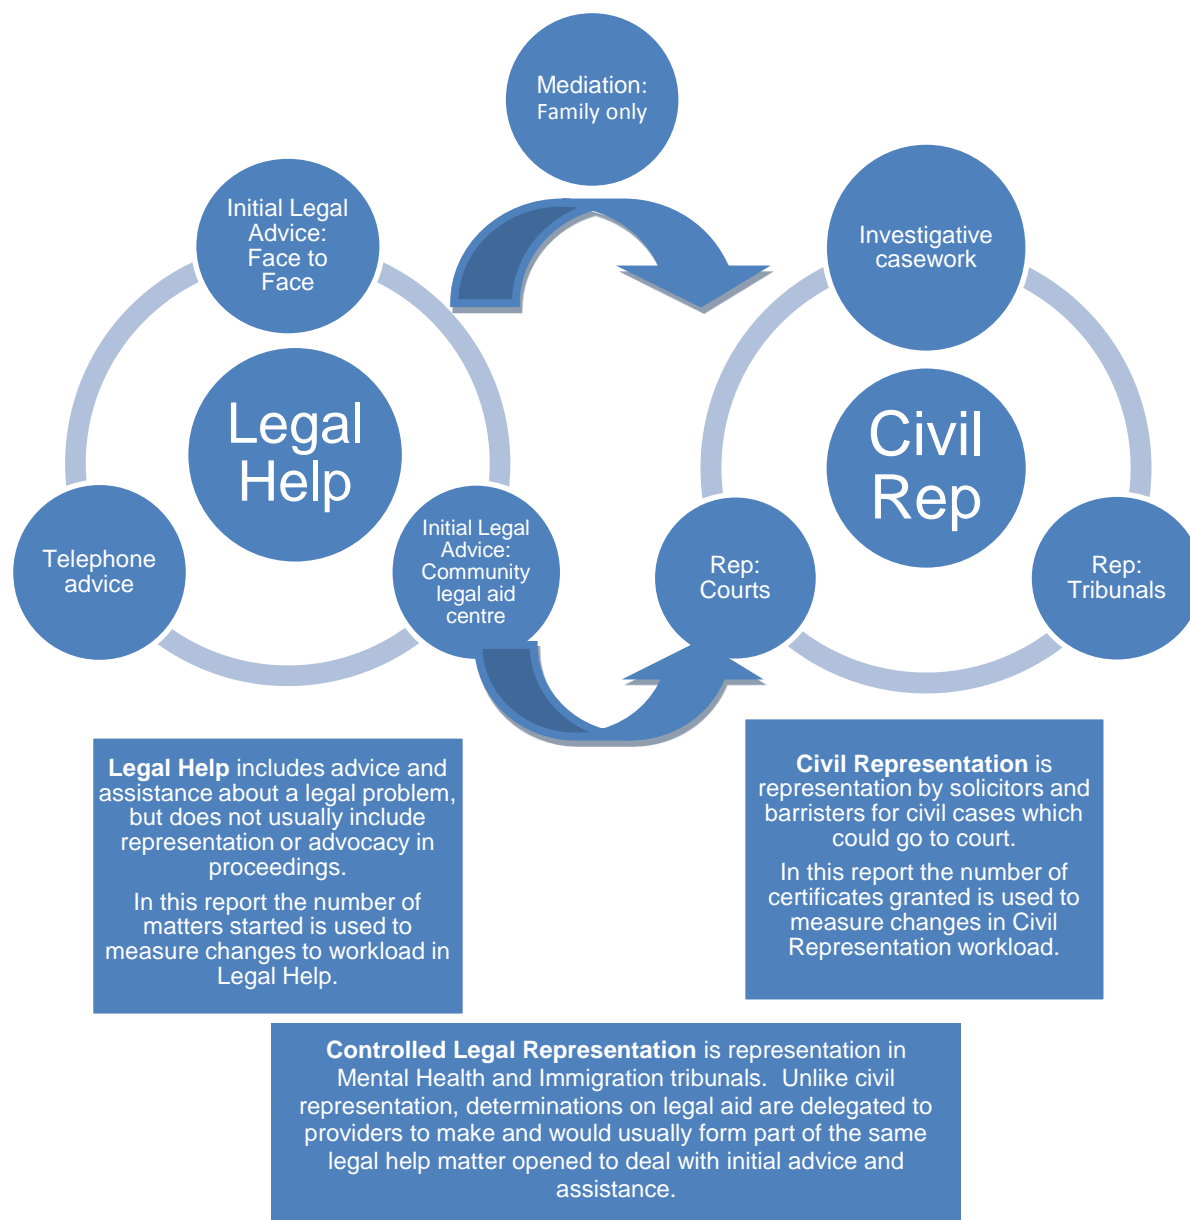 Mediation:
Family only
Initial Legal
Advice:
Face to
Face
Legal
Help
Telephone
advice
Initial Legal
Advice:
Community
legal aid
centre
Investigative
casework
Civil
Rep
Rep:
Courts
Rep:
Tribunals
Legal Help includes advice and
assistance about a legal problem,
but does not usually include
representation or advocacy in
proceedings.
In this report the number of
matters started is used to
measure changes to workload in
Legal Help.
Civil Representation is
representation by solicitors and
barristers for civil cases which
could go to court.
In this report the number of
certificates granted is used to
measure changes in Civil
Representation workload.
Controlled Legal Representation is representation in
Mental Health and Immigration tribunals.  Unlike civil
representation, determinations on legal aid are delegated to
providers to make and would usually form part of the same
legal help matter opened to deal with initial advice and
assistance.